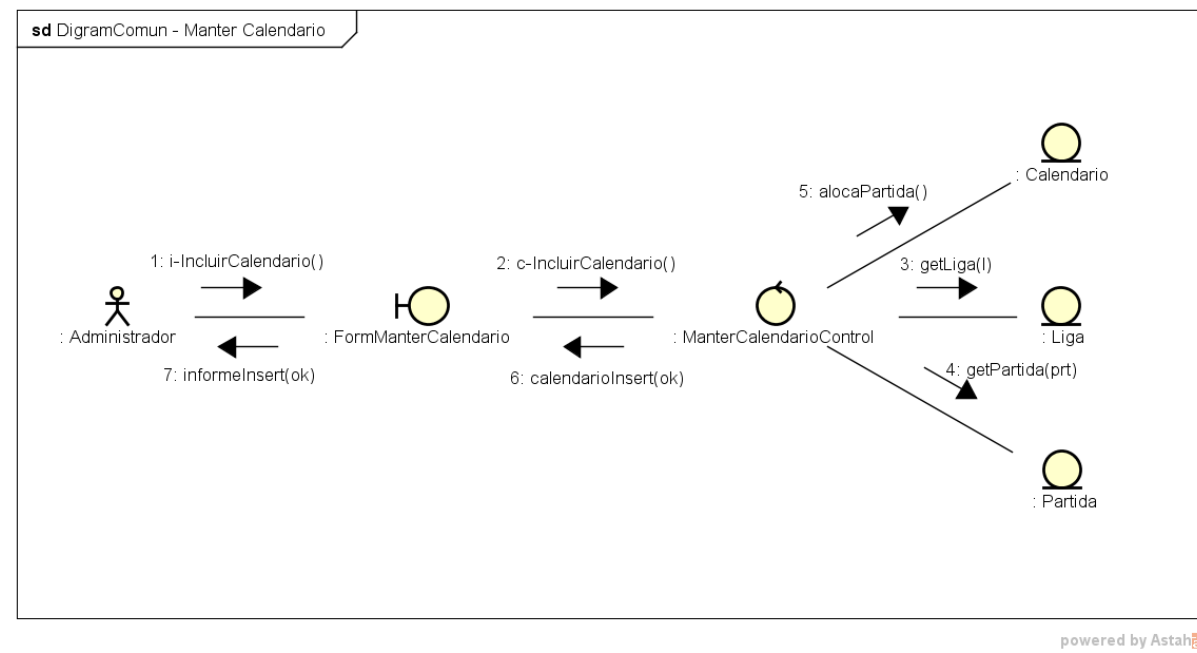 sd DigramComun - Manter Calendario
: Calendario
5: alocaPartida()
1: i-IncluirCalendario()
2: c-IncluirCalendario()
3: getLiga(l)
: Administrador
: FormManterCalendario
: ManterCalendarioControl
: Liga
7: informeInsert(ok)
6: calendarioInsert(ok)
4: getPartida(prt)
: Partida
powered by Astah